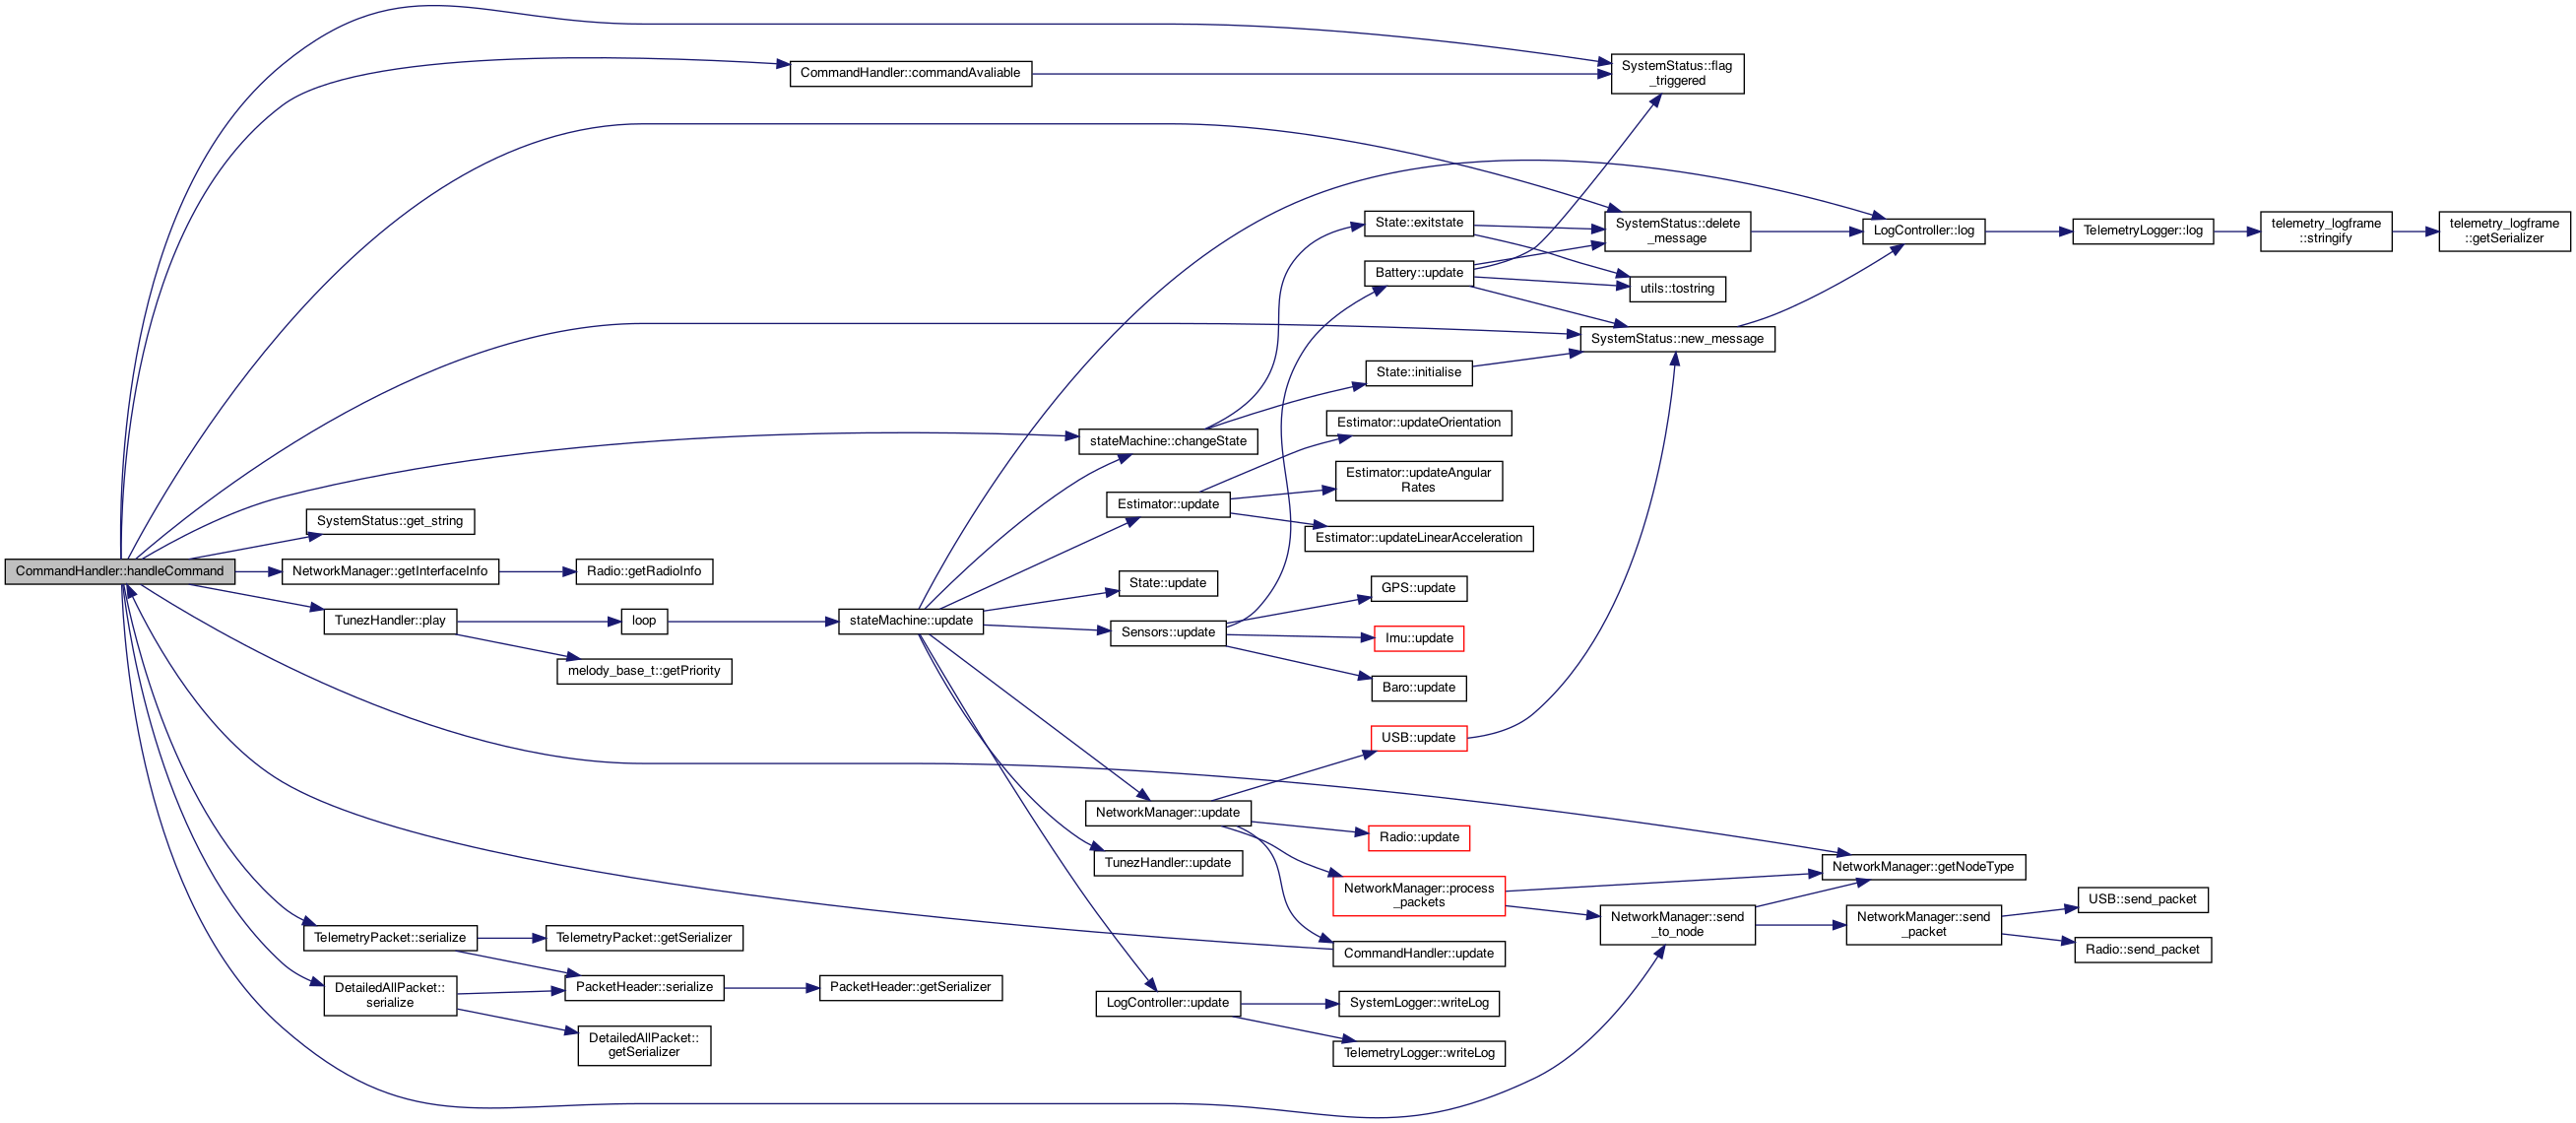 CommandHandler::handleCommand
CommandHandler::commandAvaliable
SystemStatus::flag
_triggered
SystemStatus::delete
_message
LogController::log
TelemetryLogger::log
telemetry_logframe
::stringify
telemetry_logframe
::getSerializer
State::exitstate
Battery::update
utils::tostring
SystemStatus::new_message
State::initialise
stateMachine::changeState
Estimator::updateOrientation
Estimator::updateAngular
Rates
Estimator::update
Estimator::updateLinearAcceleration
SystemStatus::get_string
NetworkManager::getInterfaceInfo
Radio::getRadioInfo
TunezHandler::play
loop
melody_base_t::getPriority
stateMachine::update
State::update
Sensors::update
GPS::update
Imu::update
Baro::update
USB::update
NetworkManager::update
Radio::update
TunezHandler::update
NetworkManager::process
_packets
NetworkManager::getNodeType
NetworkManager::send
_to_node
NetworkManager::send
_packet
USB::send_packet
Radio::send_packet
CommandHandler::update
TelemetryPacket::serialize
TelemetryPacket::getSerializer
DetailedAllPacket::
serialize
PacketHeader::serialize
PacketHeader::getSerializer
DetailedAllPacket::
getSerializer
LogController::update
SystemLogger::writeLog
TelemetryLogger::writeLog